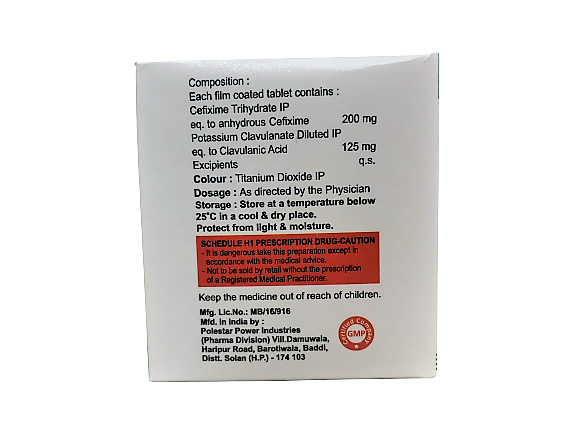 Composition :
Each film coated tablet contains :
Cefixime Trihydrate IP
eq. to anhydrous Cefixime 200 mg
Potassium Clavulanate Diluted IP
eq. to Clavulanic Acid 125 mg
Excipients q.s.
Colour : Titanium Dioxide IP
Dosage : As directed by the Physician
Storage : Store at a temperature below
25°C in a cool & dry place.
Protect from light & moisture.
SCHEDULE H1 PRESCRIPTION DRUG-CAUTION
- It is dangerous take this preparation except in
accordance with the medical advice.
- Not to be sold by retail without the prescription
of a Registered Medical Practitioner.
Keep the medicine out of reach of children.
Mfg. Lic.No.: MB/16/916
Mfd. in India by :
Polestar Power Industries
(Pharma Division) Vill.Damuwala,
Haripur Road, Barotiwala, Baddi,
Distt. Solan (H.P.) - 174 103
Certified Company
GMP